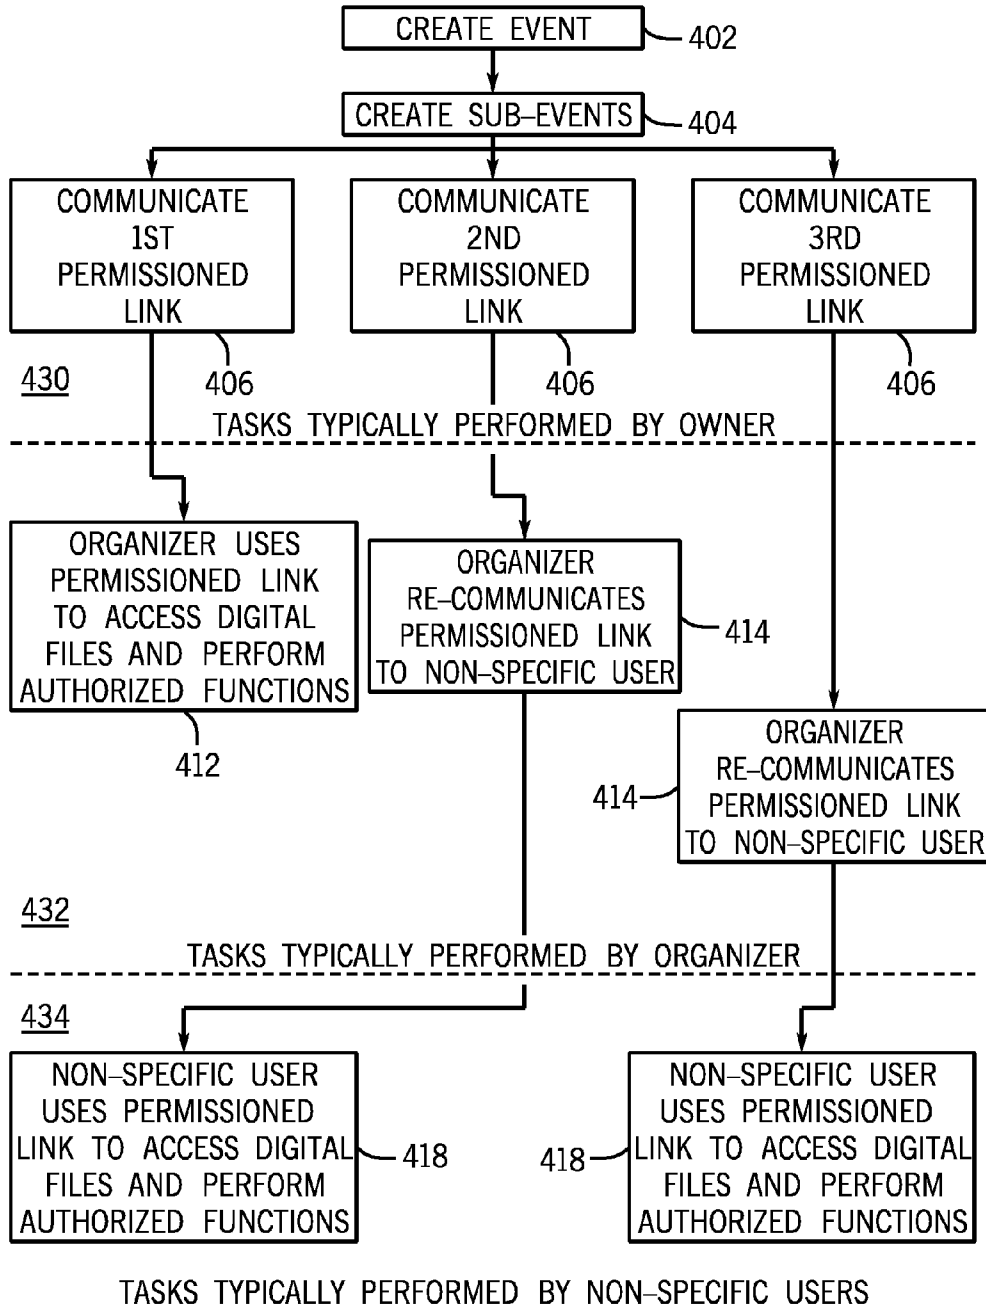 CREATE EVENT
402
CREATE SUB–EVENTS
404
COMMUNICATE
1ST
PERMISSIONED
LINK
406
COMMUNICATE
2ND
PERMISSIONED
LINK
406
COMMUNICATE
3RD
PERMISSIONED
LINK
406
430
TASKS TYPICALLY PERFORMED BY OWNER
ORGANIZER USES
PERMISSIONED LINK
TO ACCESS DIGITAL
FILES AND PERFORM
AUTHORIZED FUNCTIONS
412
ORGANIZER
RE–COMMUNICATES
PERMISSIONED LINK
TO NON–SPECIFIC USER
414
ORGANIZER
RE–COMMUNICATES
PERMISSIONED LINK
TO NON–SPECIFIC USER
414
432
TASKS TYPICALLY PERFORMED BY ORGANIZER
434
NON–SPECIFIC USER
USES PERMISSIONED
LINK TO ACCESS DIGITAL
FILES AND PERFORM
AUTHORIZED FUNCTIONS
418
NON–SPECIFIC USER
USES PERMISSIONED
LINK TO ACCESS DIGITAL
FILES AND PERFORM
AUTHORIZED FUNCTIONS
418
TASKS TYPICALLY PERFORMED BY NON–SPECIFIC USERS